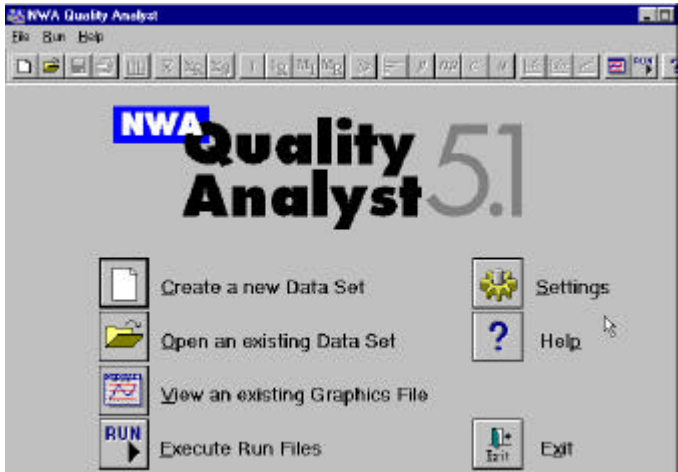 NWA Quality Analyst
File Run Help
RUN
NWA
Quality
Analyst 5.1
Create a new Data Set Settings
Open an existing Data Set ? Help
View an existing Graphics File
RUN Execute Run Files Exit Exit